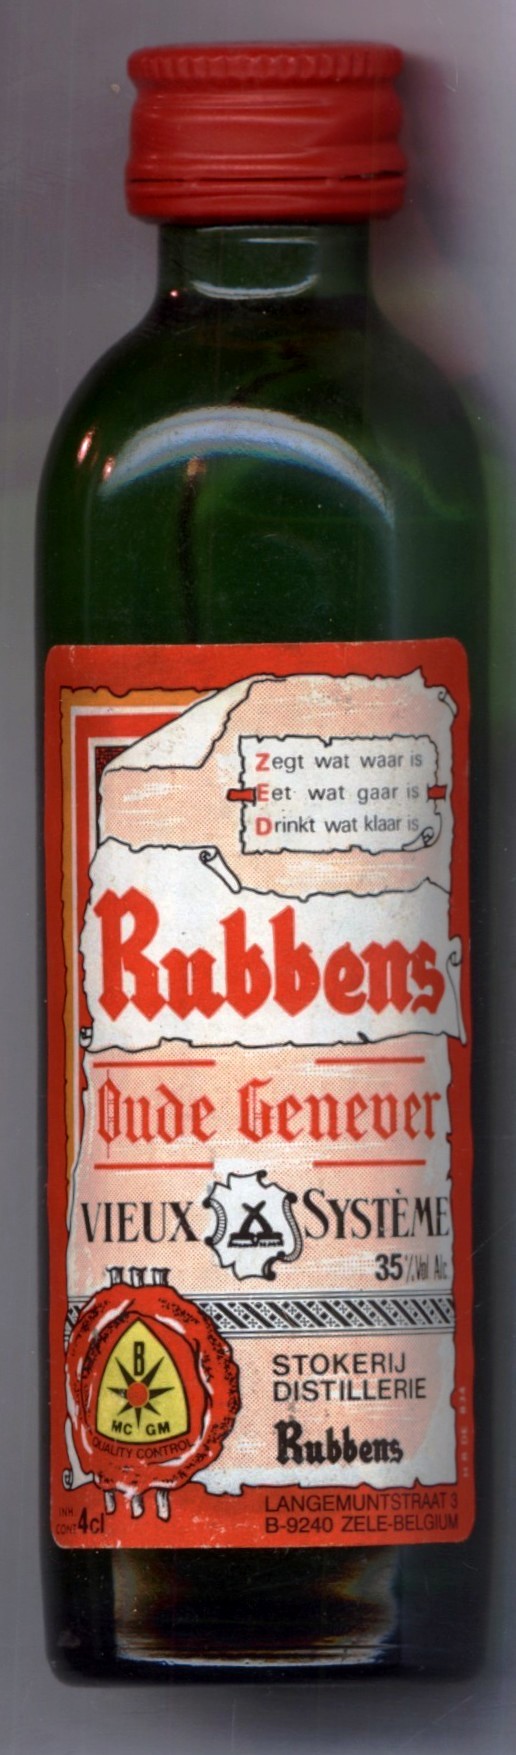 Zegt wat waar is
Eet wat gaar is
Drinkt wat klaar is
Rubbens
Oude Genever
VIEUX SYSTÈME
35% Vol Alc.
B
MC GM
QUALITY CONTROL
STOKERIJ
DISTILLERIE
Rubbens
INH.
CONT. 4cl
LANGEMUNTSTRAAT 3
B-9240 ZELE-BELGIUM